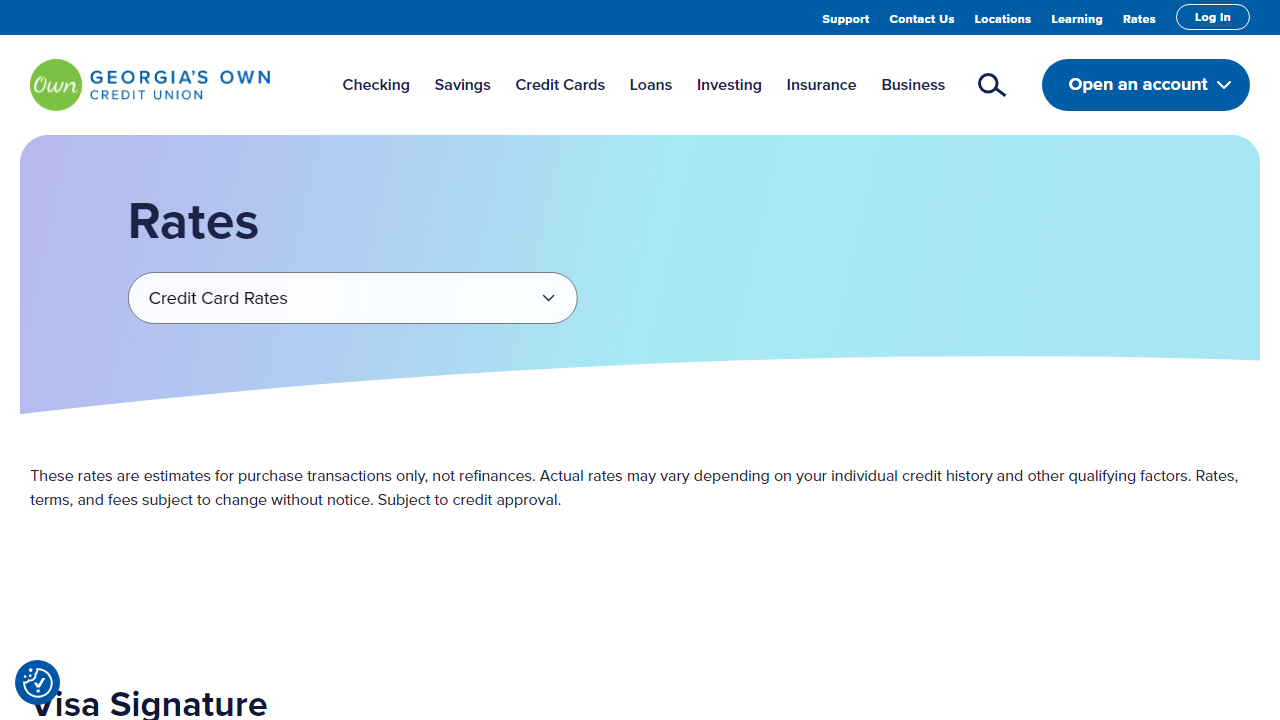 Support Contact Us Locations Learning Rates Log In
Own GEORGIA'S OWN
CREDIT UNION
Checking Savings Credit Cards Loans Investing Insurance Business Open an account
Rates
Credit Card Rates
These rates are estimates for purchase transactions only, not refinances. Actual rates may vary depending on your individual credit history and other qualifying factors. Rates,
terms, and fees subject to change without notice. Subject to credit approval.
Visa Signature